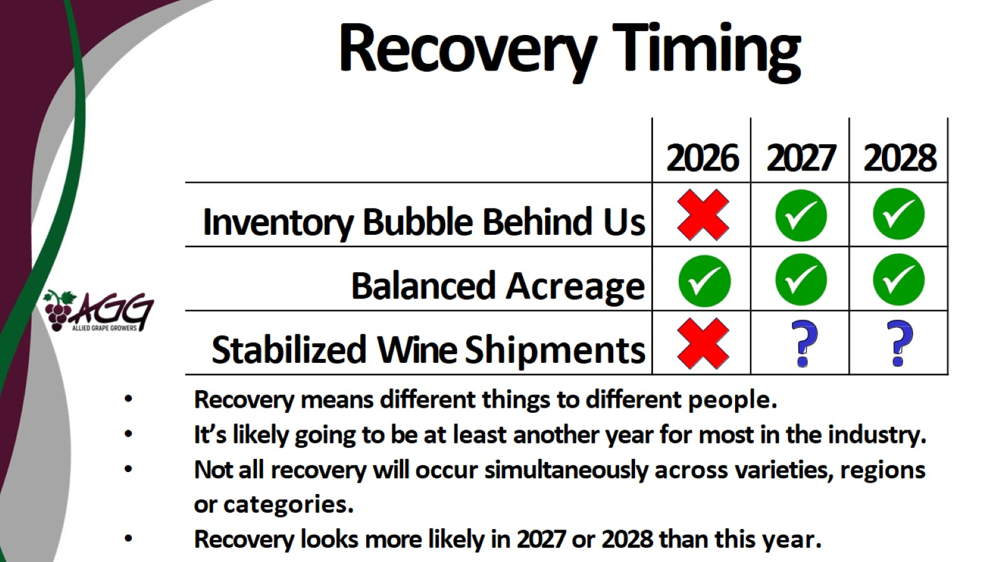 Recovery Timing
2026 2027 2028
Inventory Bubble Behind Us
Balanced Acreage
Stabilized Wine Shipments ? ?
AGG
ALLIED GRAPE GROWERS
• Recovery means different things to different people.
• It’s likely going to be at least another year for most in the industry.
• Not all recovery will occur simultaneously across varieties, regions
or categories.
• Recovery looks more likely in 2027 or 2028 than this year.